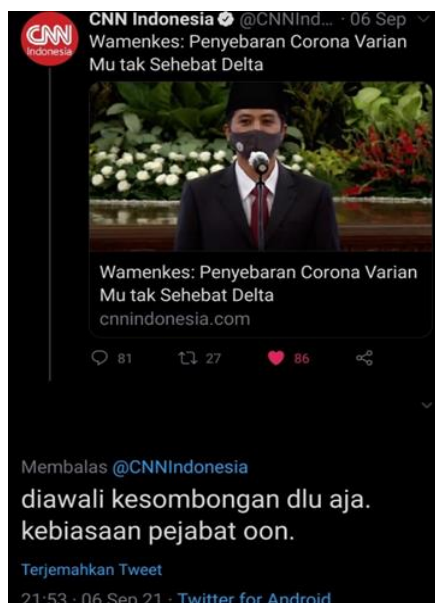 CNN Indonesia @CNNInd... · 06 Sep
CNN
Indonesia
Wamenkes: Penyebaran Corona Varian
Mu tak Sehebat Delta
Wamenkes: Penyebaran Corona Varian
Mu tak Sehebat Delta
cnnindonesia.com
81 27 86
Membalas @CNNIndonesia
diawali kesombongan dlu aja.
kebiasaan pejabat oon.
Terjemahkan Tweet
21:53 · 06 Sep 21 · Twitter for Android